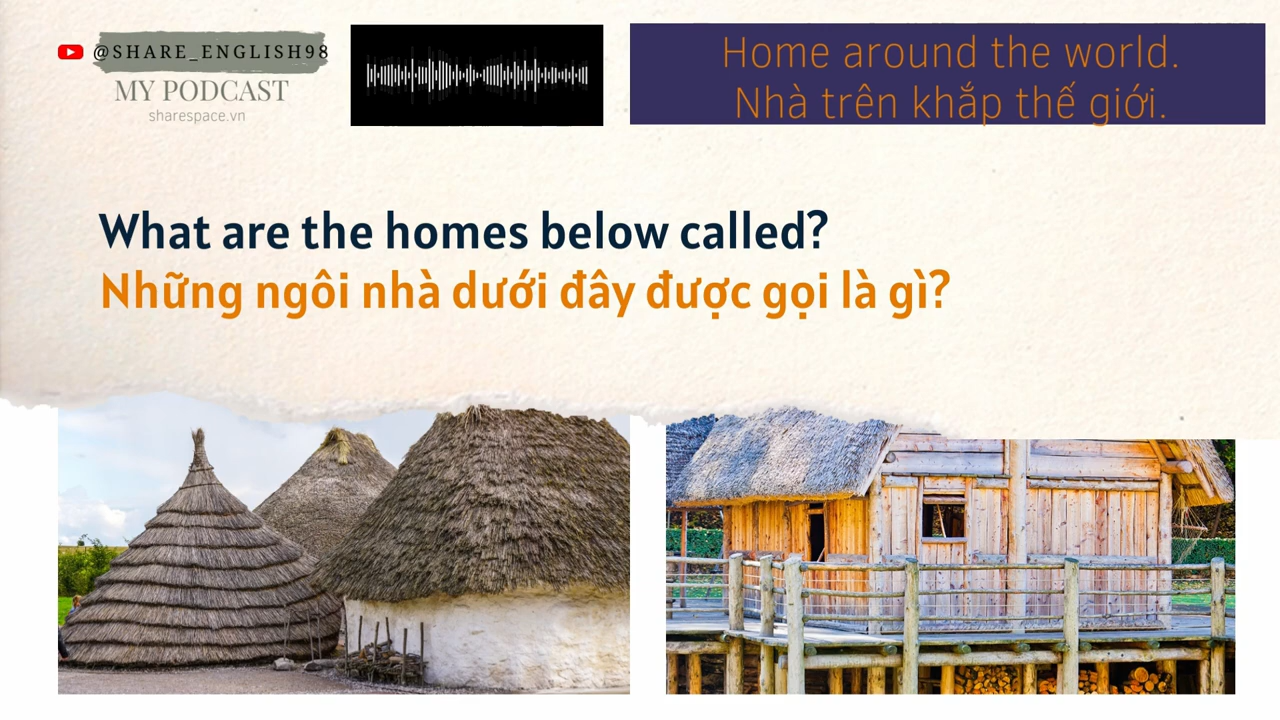 @SHARE_ENGLISH98
MY PODCAST
sharespace.vn
Home around the world.
Nhà trên khắp thế giới.
What are the homes below called?
Những ngôi nhà dưới đây được gọi là gì?